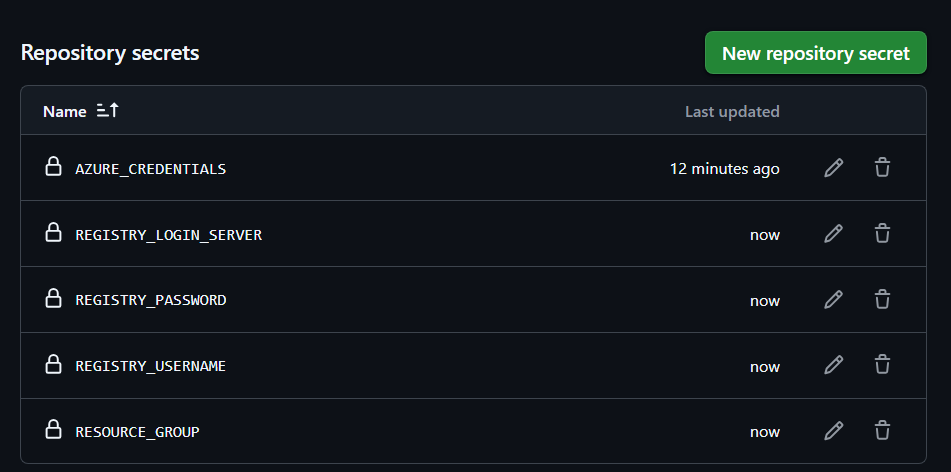 Repository secrets
New repository secret
Name
Last updated
AZURE_CREDENTIALS
12 minutes ago
REGISTRY_LOGIN_SERVER
now
REGISTRY_PASSWORD
now
REGISTRY_USERNAME
now
RESOURCE_GROUP
now